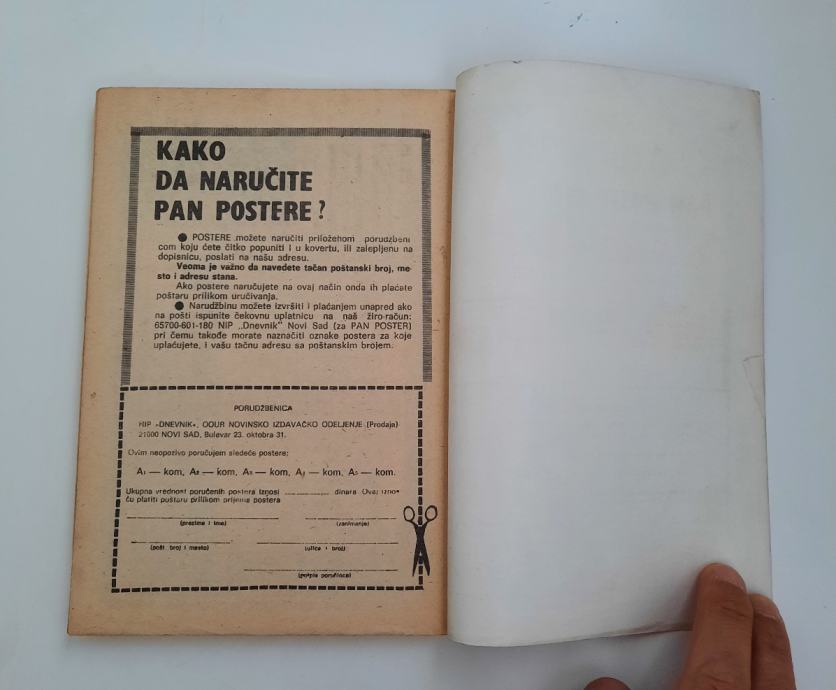 KAKO
DA NARUČITE
PAN POSTERE?
● POSTERE možete naručiti priloženom porudžbeni
com koju ćete čitko popuniti i u kovertu, ili zalepljenu na
dopisnicu, poslati na našu adresu.
Veoma je važno da navedete tačan poštanski broj, me-
sto i adresu stana.
Ako postere naručujete na ovaj način onda ih plaćate
poštaru prilikom uručivanja.
● Narudžbinu možete izvršiti i plaćanjem unapred ako
na pošti ispunite čekovnu uplatnicu na naš žiro-račun:
65700-601-180 NIP „Dnevnik" Novi Sad (za PAN POSTER)
pri čemu takođe morate naznačiti oznake postera za koje
uplaćujete, i vašu tačnu adresu sa poštanskim brojem.
PORUDŽBENICA
NIP »DNEVNIK«, OOUR NOVINSKO IZDAVAČKO ODELJENJE (Prodaja)
21000 NOVI SAD, Bulevar 23. oktobra 31.
Ovim neopozivo poručujem sledeće postere:
A1 — kom, A2 — kom, A3 — kom, A4 — kom, A5 — kom.
Ukupna vrednost poručenih postera iznosi dinara Ovaj iznos
ću platiti poštaru prilikom prijema postera
(prezime i ime) (zanimanje)
(pošt. broj i mesto) (ulica i broj)
(potpis poručioca)